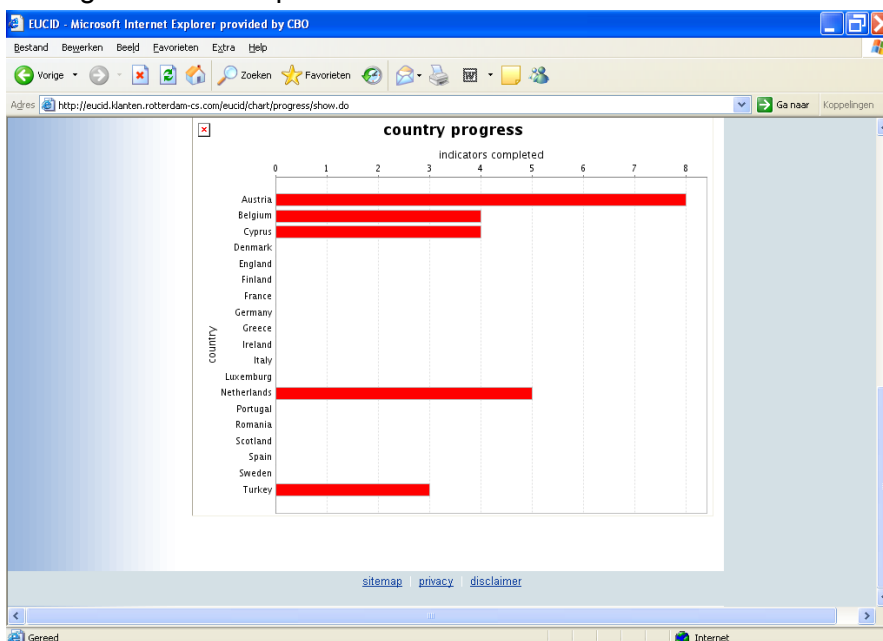 EUCID - Microsoft Internet Explorer provided by CBO
Bestand Bewerken Beeld Favorieten Extra Help
Vorige Zoeken Favorieten
Adres http://eucid.klanten.rotterdam-cs.com/eucid/chart/progress/show.do Ga naar Koppelingen
country progress
indicators completed
0 1 2 3 4 5 6 7 8
country
Austria
Belgium
Cyprus
Denmark
England
Finland
France
Germany
Greece
Ireland
Italy
Luxemburg
Netherlands
Portugal
Romania
Scotland
Spain
Sweden
Turkey
sitemap privacy disclaimer
Gereed Internet